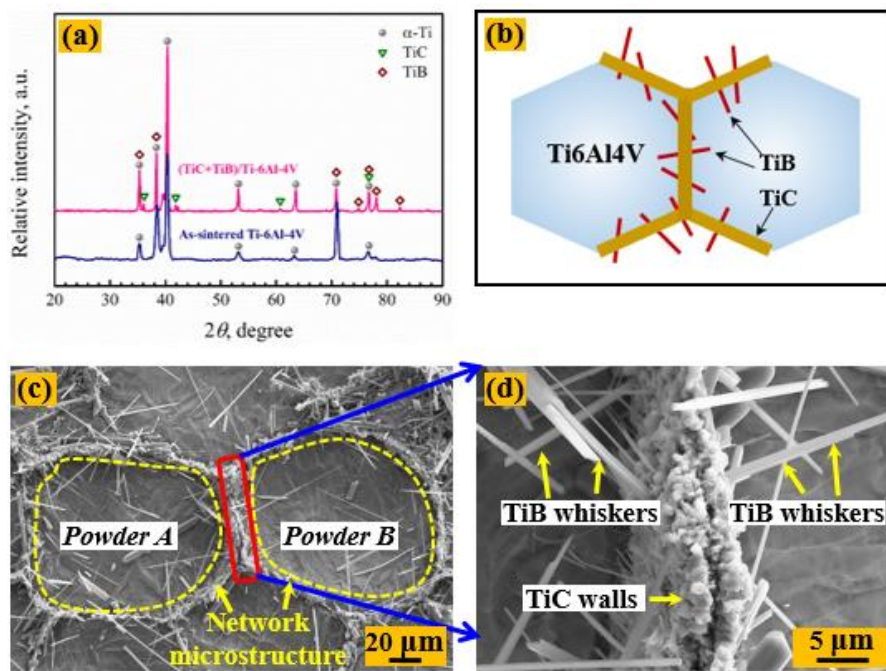 (a)
α-Ti
TiC
TiB
Relative intensity, a.u.
(TiC+TiB)/Ti-6Al-4V
As-sintered Ti-6Al-4V
20 30 40 50 60 70 80 90
2θ, degree
(b)
Ti6Al4V
TiB
TiC
(c)
Powder A
Powder B
Network
microstructure
20 μm
(d)
TiB whiskers
TiB whiskers
TiC walls
5 μm